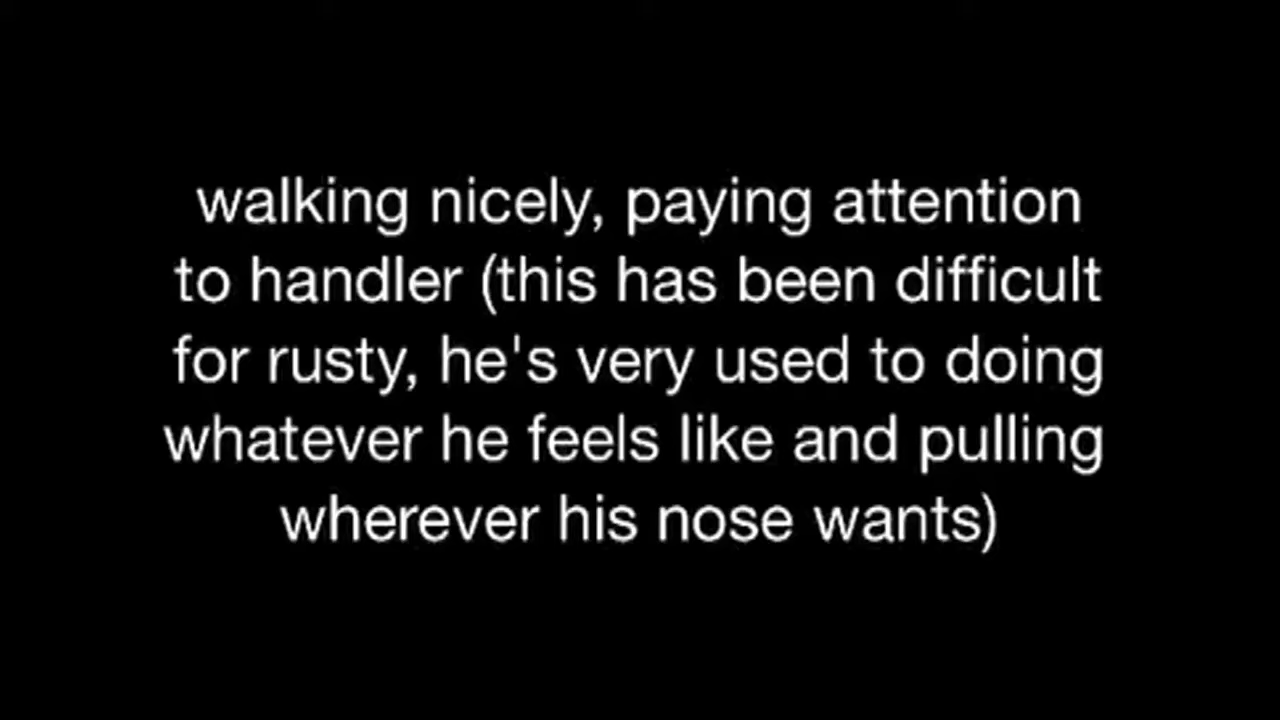 walking nicely, paying attention
to handler (this has been difficult
for rusty, he's very used to doing
whatever he feels like and pulling
wherever his nose wants)